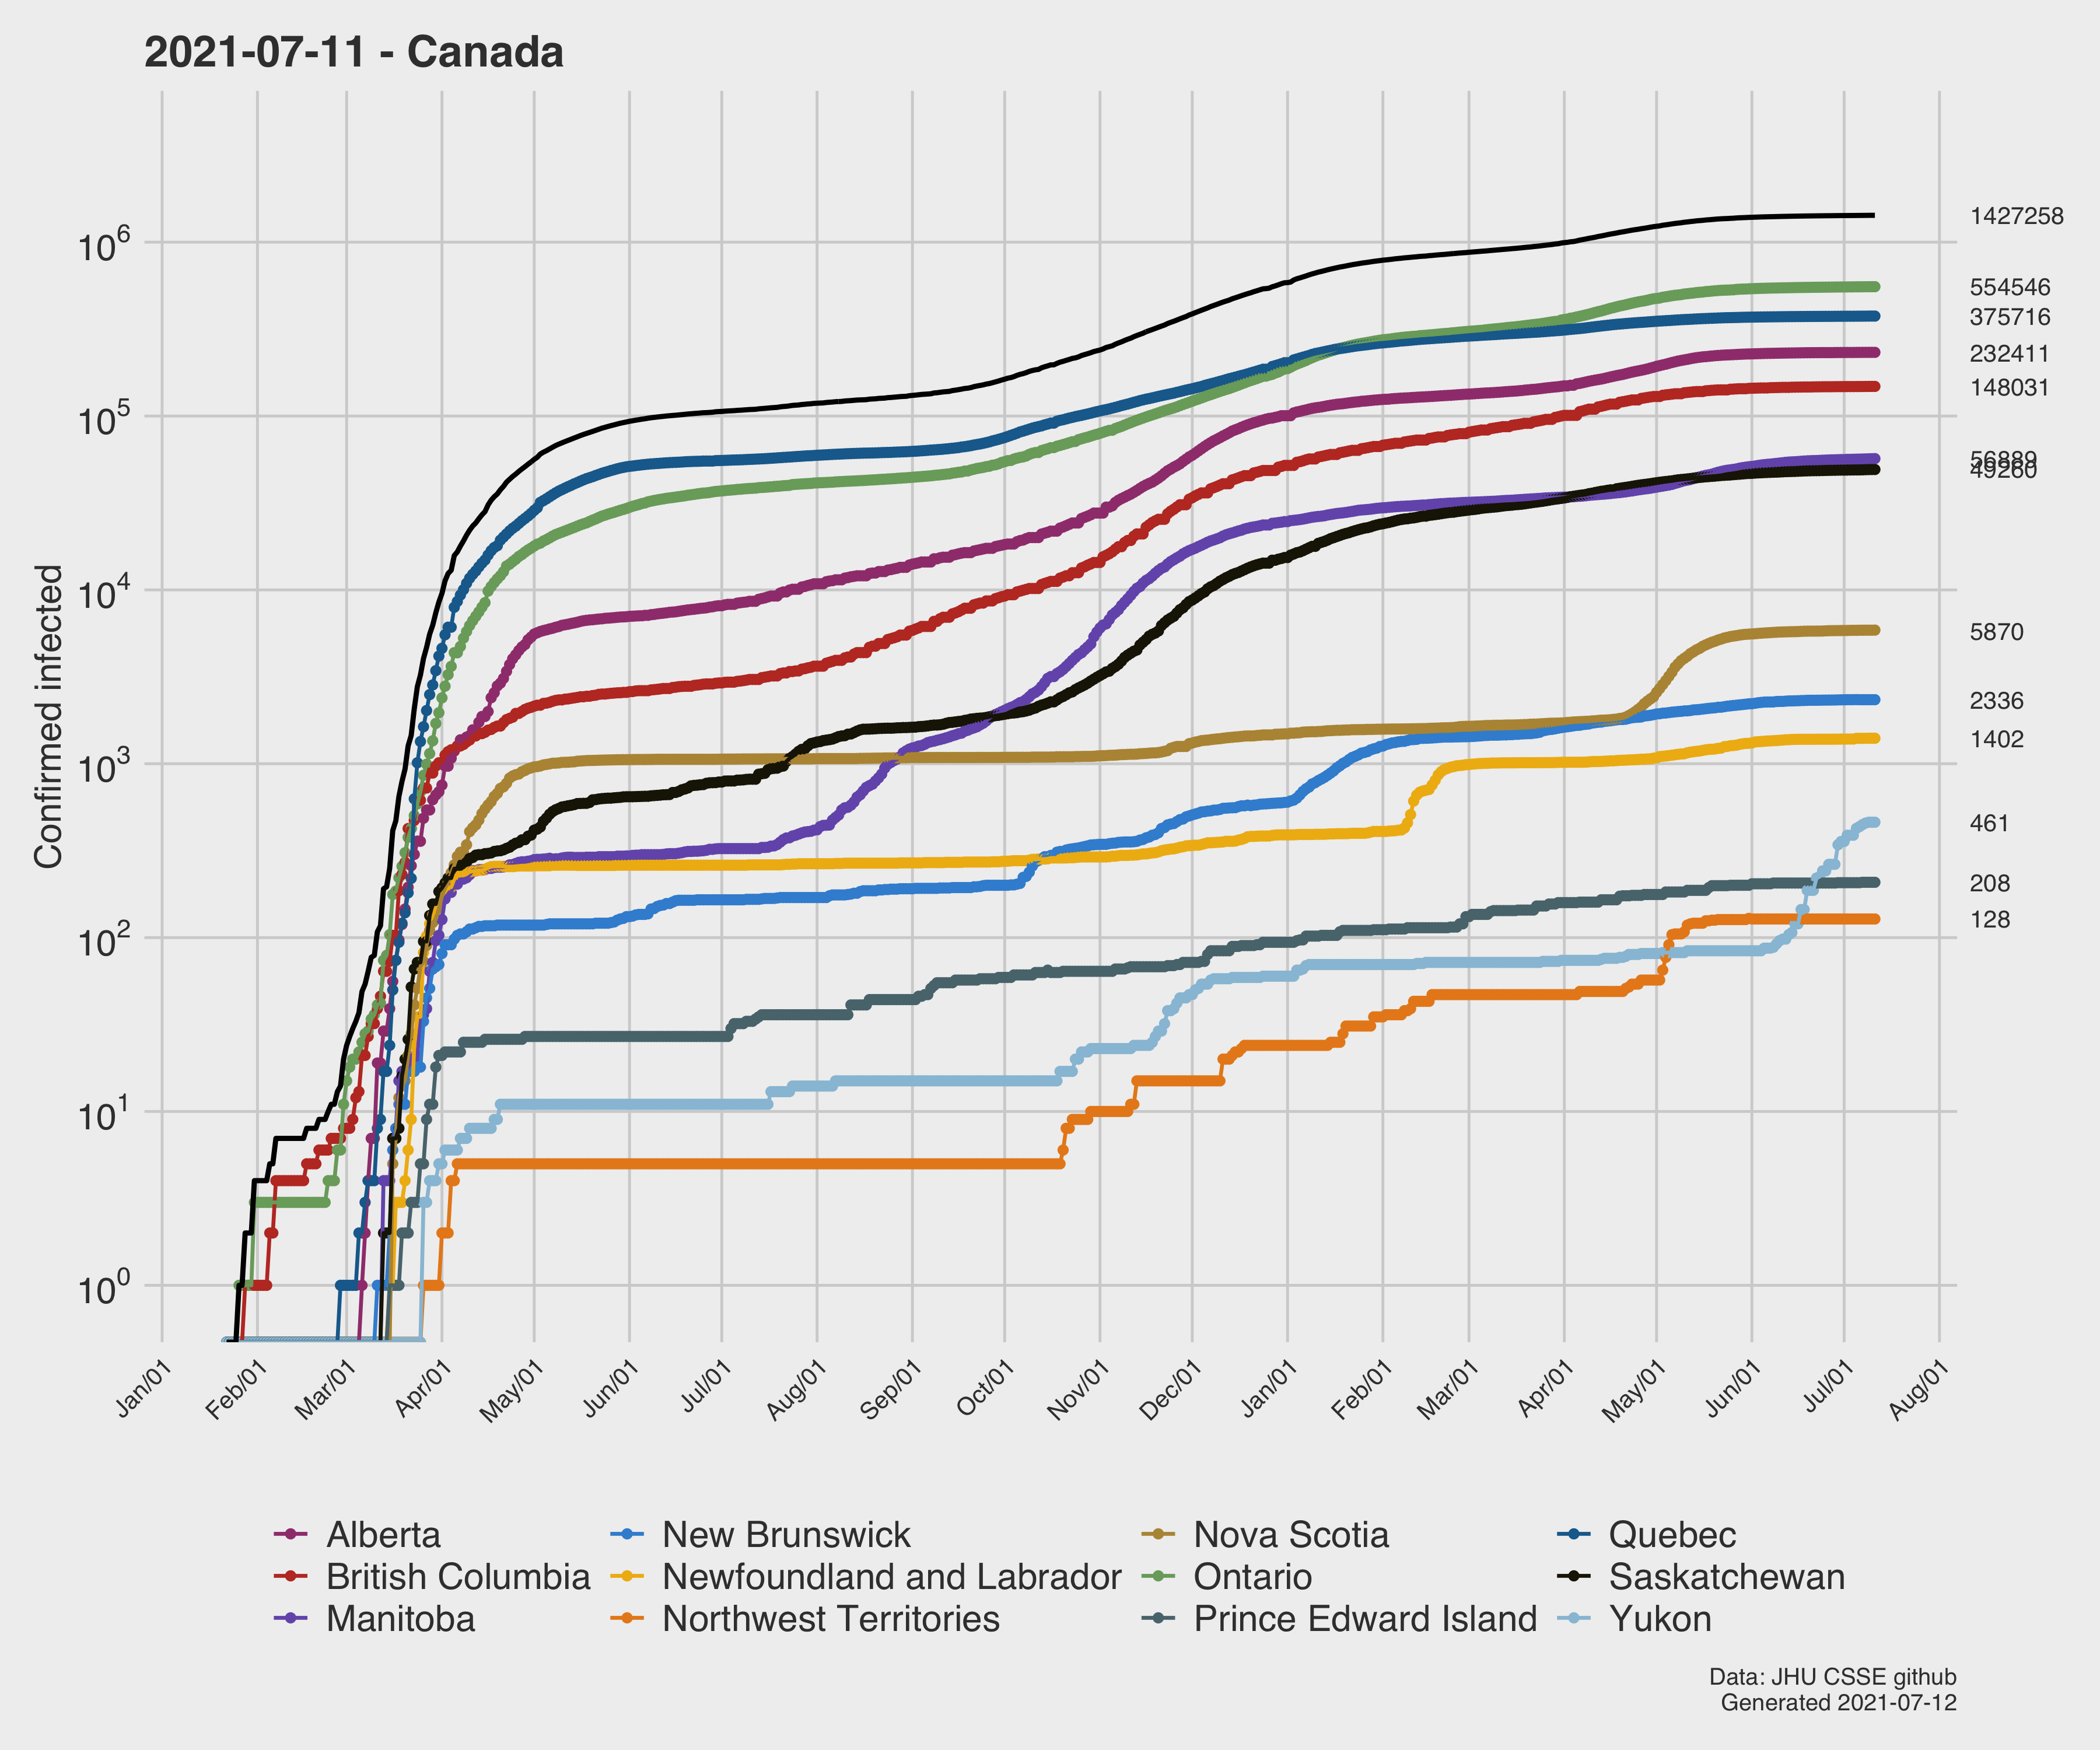 2021-07-11 - Canada
Confirmed infected
10^6
10^5
10^4
10^3
10^2
10^1
10^0
1427258
554546
375716
232411
148031
56889
49260
5870
2336
1402
461
208
128
Jan/01 Feb/01 Mar/01 Apr/01 May/01 Jun/01 Jul/01 Aug/01 Sep/01 Oct/01 Nov/01 Dec/01 Jan/01 Feb/01 Mar/01 Apr/01 May/01 Jun/01 Jul/01 Aug/01
Alberta New Brunswick Nova Scotia Quebec
British Columbia Newfoundland and Labrador Ontario Saskatchewan
Manitoba Northwest Territories Prince Edward Island Yukon
Data: JHU CSSE github
Generated 2021-07-12